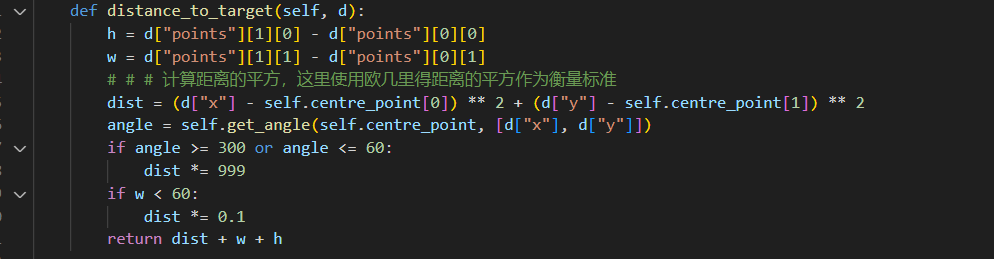 def distance_to_target(self, d):
    h = d["points"][1][0] - d["points"][0][0]
    w = d["points"][1][1] - d["points"][0][1]
    # # # 计算距离的平方，这里使用欧几里得距离的平方作为衡量标准
    dist = (d["x"] - self.centre_point[0]) ** 2 + (d["y"] - self.centre_point[1]) ** 2
    angle = self.get_angle(self.centre_point, [d["x"], d["y"]])
    if angle >= 300 or angle <= 60:
        dist *= 999
    if w < 60:
        dist *= 0.1
    return dist + w + h